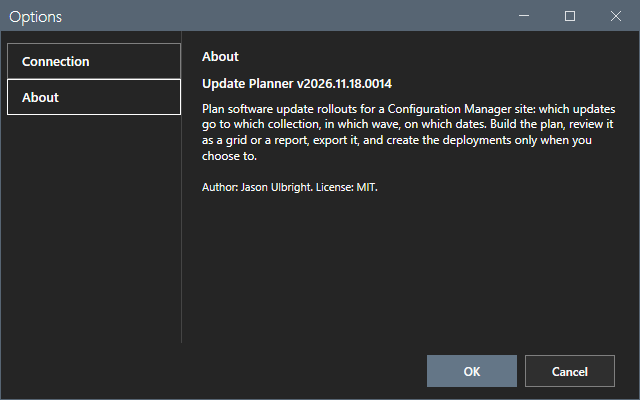 Options
Connection
About
About
Update Planner v2026.11.18.0014
Plan software update rollouts for a Configuration Manager site: which updates
go to which collection, in which wave, on which dates. Build the plan, review it
as a grid or a report, export it, and create the deployments only when you
choose to.
Author: Jason Ulbright. License: MIT.
OK
Cancel